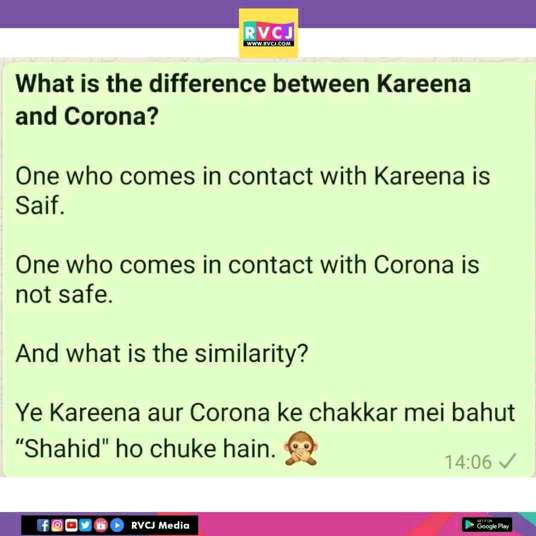 RVCJ
WWW.RVCJ.COM
What is the difference between Kareena
and Corona?
One who comes in contact with Kareena is
Saif.
One who comes in contact with Corona is
not safe.
And what is the similarity?
Ye Kareena aur Corona ke chakkar mei bahut
“Shahid" ho chuke hain. 🙊
14:06 ✓
RVCJ Media
GET IT ON
Google Play